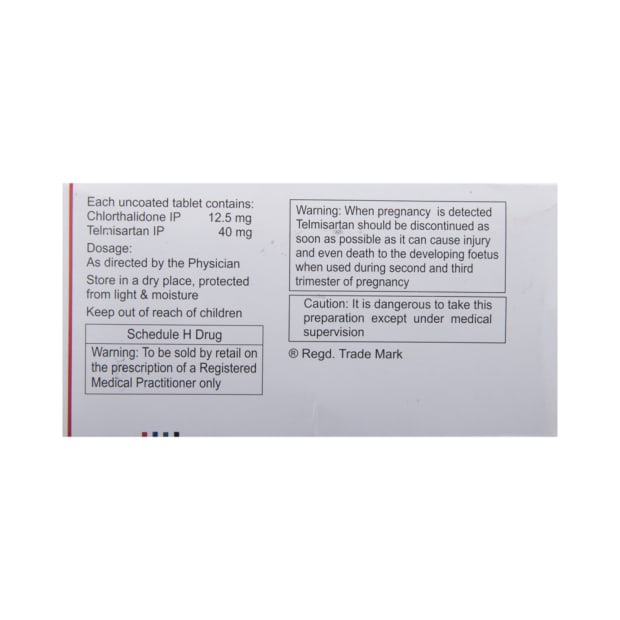 Each uncoated tablet contains:
Chlorthalidone IP 12.5 mg
Telmisartan IP 40 mg
Dosage:
As directed by the Physician
Store in a dry place, protected
from light & moisture
Keep out of reach of children
Schedule H Drug
Warning: To be sold by retail on
the prescription of a Registered
Medical Practitioner only
Warning: When pregnancy is detected
Telmisartan should be discontinued as
soon as possible as it can cause injury
and even death to the developing foetus
when used during second and third
trimester of pregnancy
Caution: It is dangerous to take this
preparation except under medical
supervision
® Regd. Trade Mark